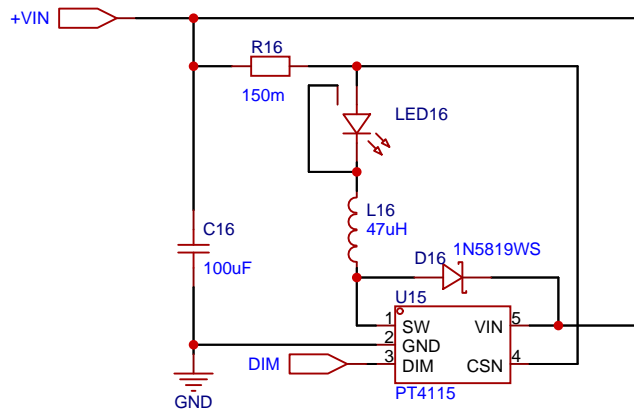 +VIN
R16
150m
LED16
L16
47uH
C16
100uF
D16
1N5819WS
U15
1
SW
VIN
5
2
GND
DIM
3
DIM
CSN
4
PT4115
GND